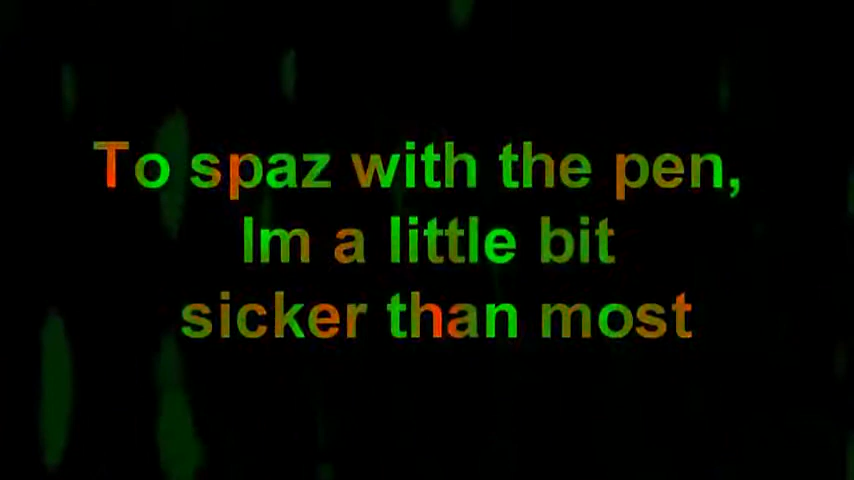 To spaz with the pen,
Im a little bit
sicker than most